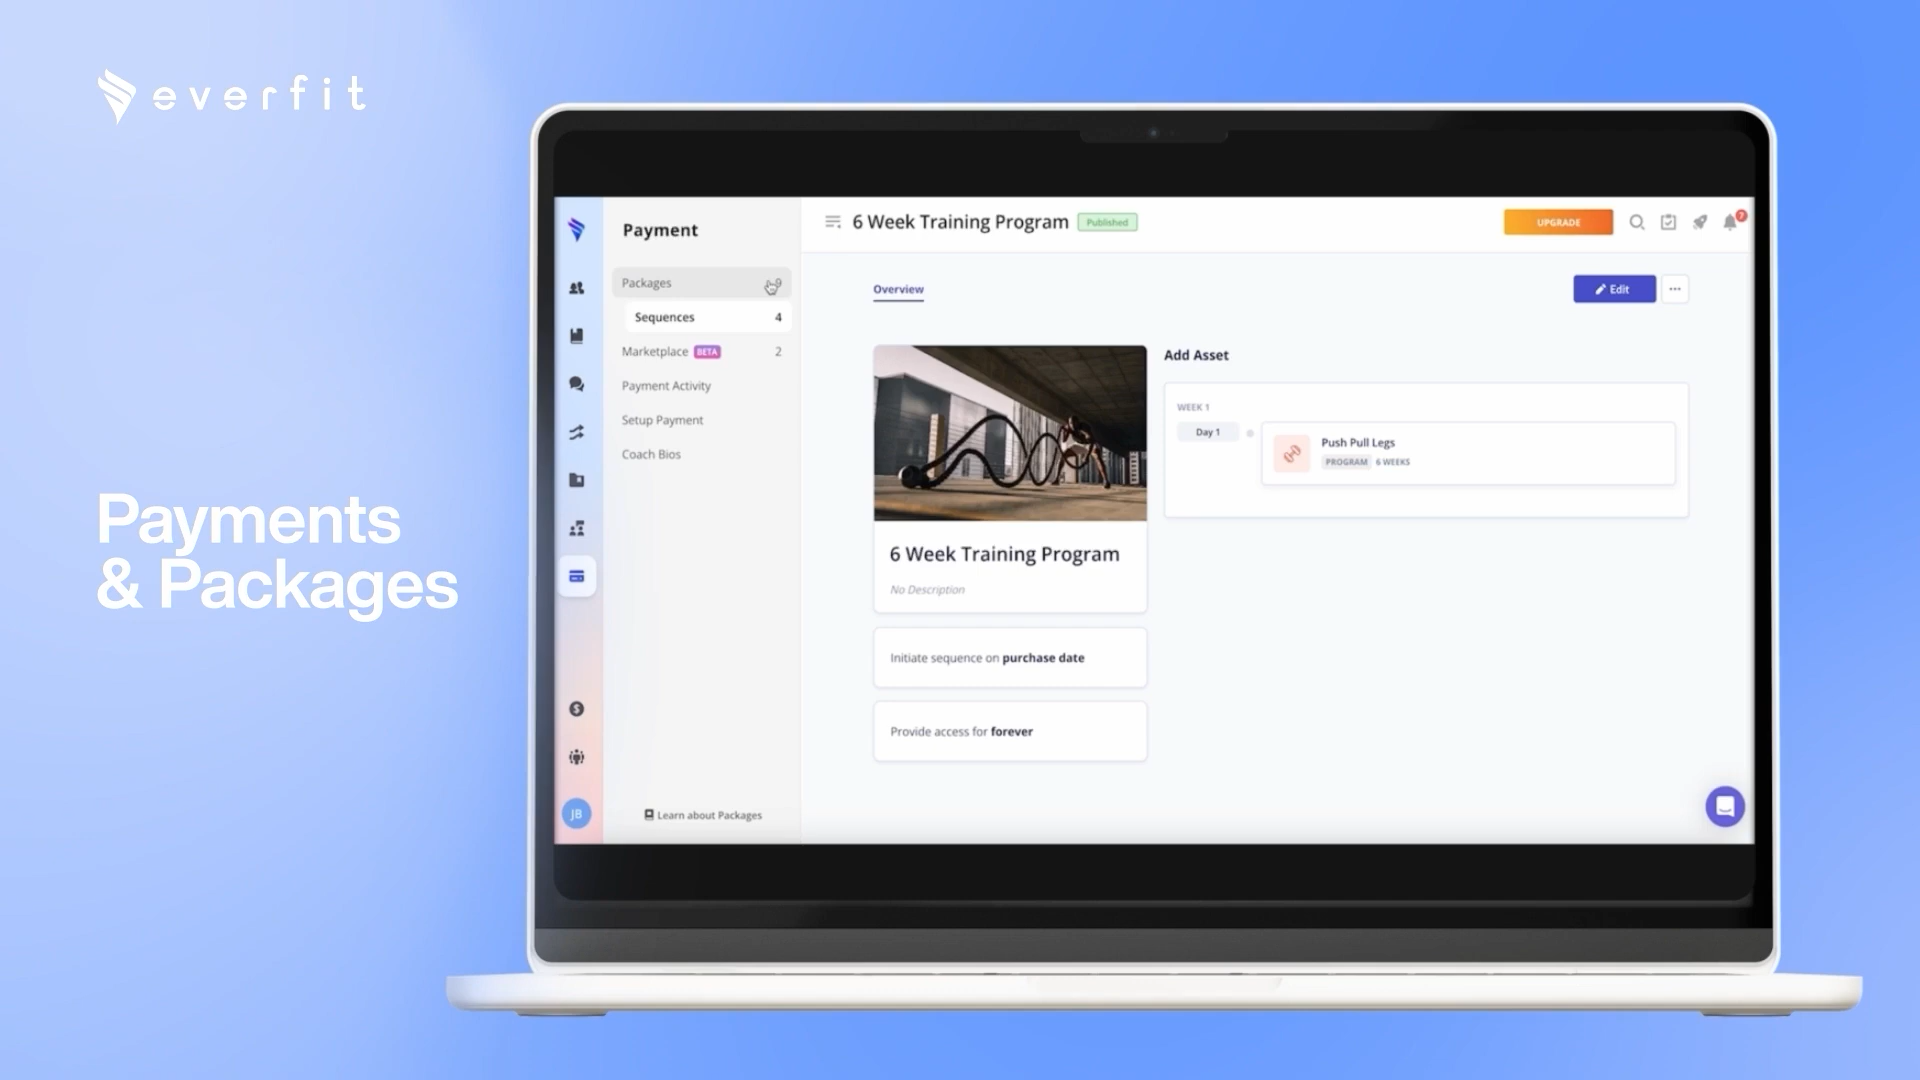 everfit
Payments
& Packages
Payment
Packages
Sequences 4
Marketplace BETA 2
Payment Activity
Setup Payment
Coach Bios
Learn about Packages
JB
6 Week Training Program Published
UPGRADE
Overview
Edit
6 Week Training Program
No Description
Initiate sequence on purchase date
Provide access for forever
Add Asset
WEEK 1
Day 1
Push Pull Legs
PROGRAM 6 WEEKS